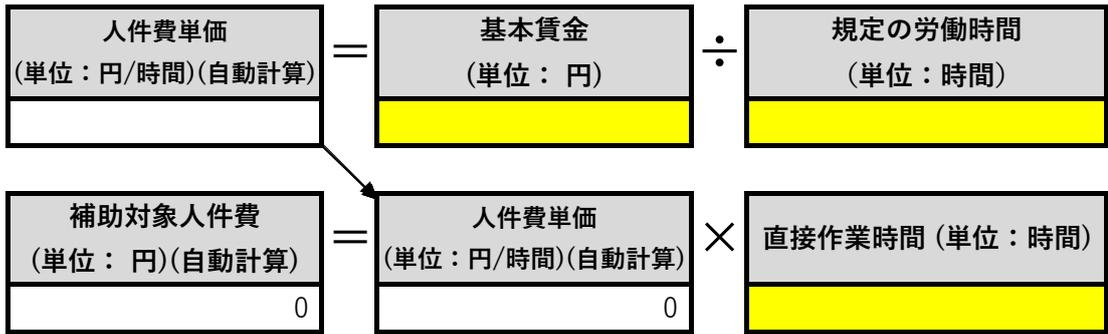 人件費単価
(単位：円/時間)(自動計算)
＝
基本賃金
(単位： 円)
÷
規定の労働時間
（単位：時間）
補助対象人件費
(単位： 円)(自動計算)
0
＝
人件費単価
(単位：円/時間)(自動計算)
0
×
直接作業時間 (単位：時間)